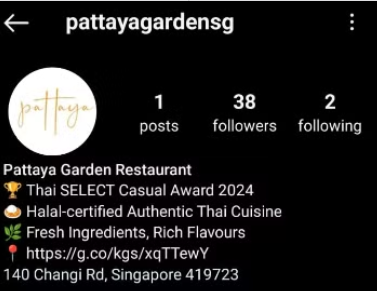 pattayagardensg
pattaya
1 38 2
posts followers following
Pattaya Garden Restaurant
🏆 Thai SELECT Casual Award 2024
🍛 Halal-certified Authentic Thai Cuisine
🌿 Fresh Ingredients, Rich Flavours
📍 https://g.co/kgs/xqTTewY
140 Changi Rd, Singapore 419723